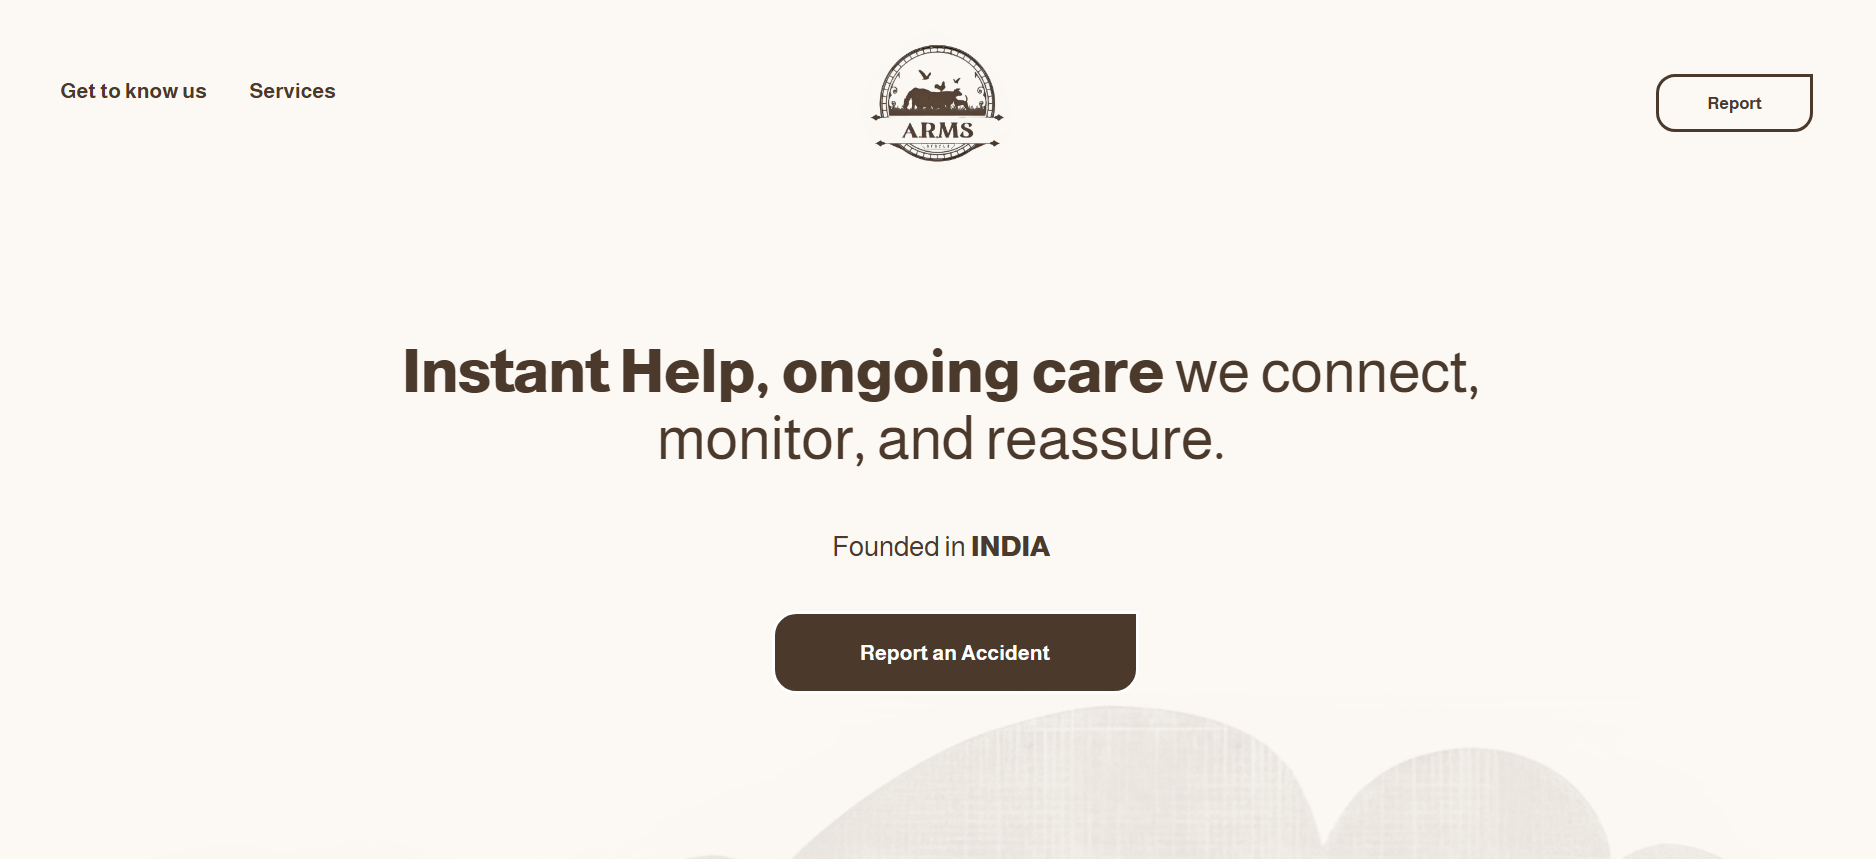 Get to know us
Services
ARMS
Report
Instant Help, ongoing care we connect,
monitor, and reassure.
Founded in INDIA
Report an Accident